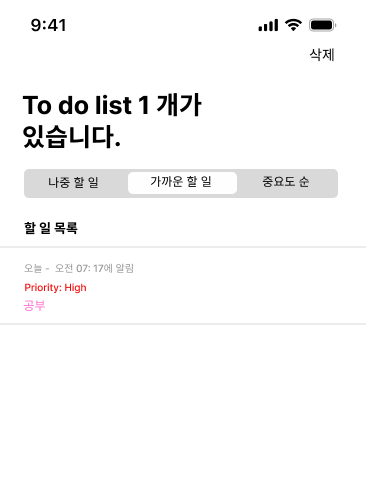 9:41
삭제
To do list 1 개가
있습니다.
나중 할 일 가까운 할 일 중요도 순
할 일 목록
오늘 - 오전 07: 17에 알림
Priority: High
공부